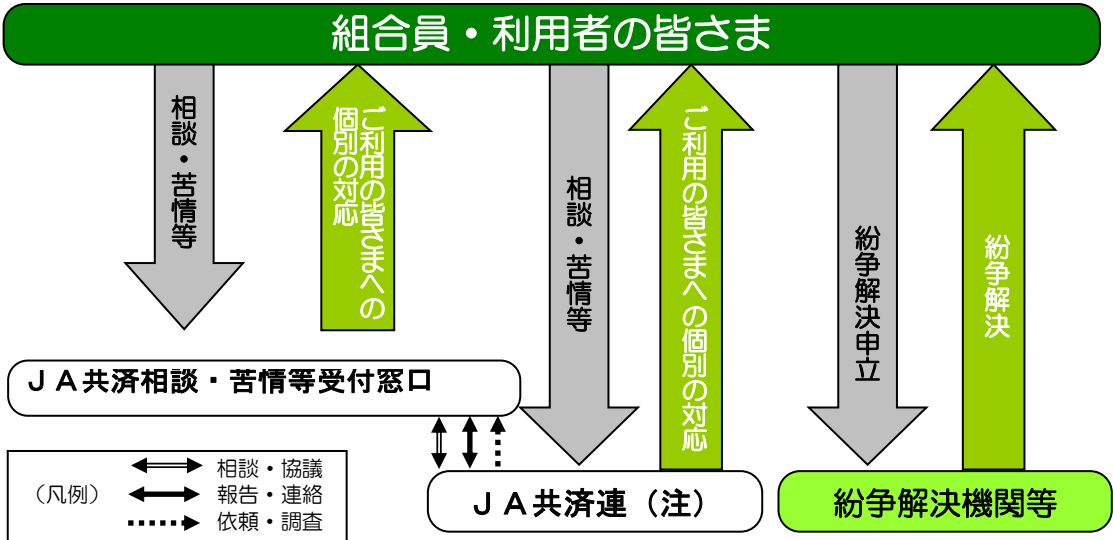 組合員・利用者の皆さま
相談・苦情等
ご利用の皆さまへの
個別の対応
相談・苦情等
ご利用の皆さまへの個別の対応
紛争解決申立
紛争解決
ＪＡ共済相談・苦情等受付窓口
（凡例）
相談・協議
報告・連絡
依頼・調査
ＪＡ共済連（注）
紛争解決機関等